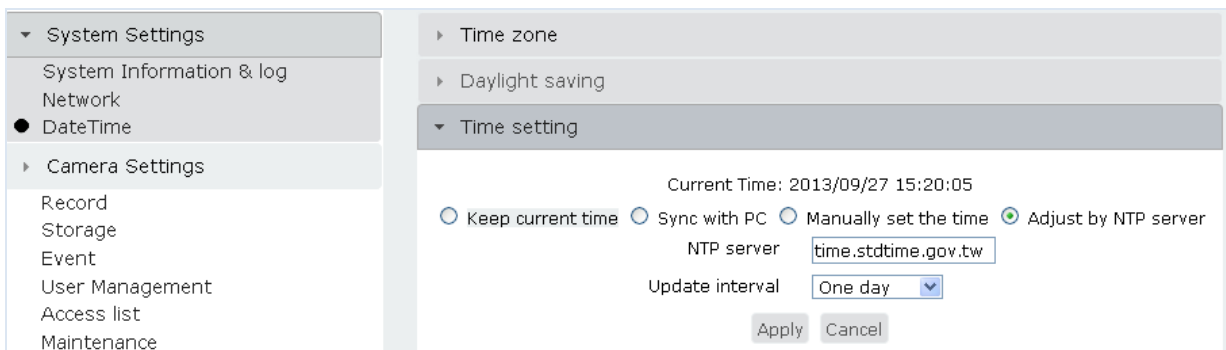 System Settings
System Information & log
Network
DateTime
Camera Settings
Record
Storage
Event
User Management
Access list
Maintenance
Time zone
Daylight saving
Time setting
Current Time: 2013/09/27 15:20:05
Keep current time Sync with PC Manually set the time Adjust by NTP server
NTP server time.stdtime.gov.tw
Update interval One day
Apply Cancel